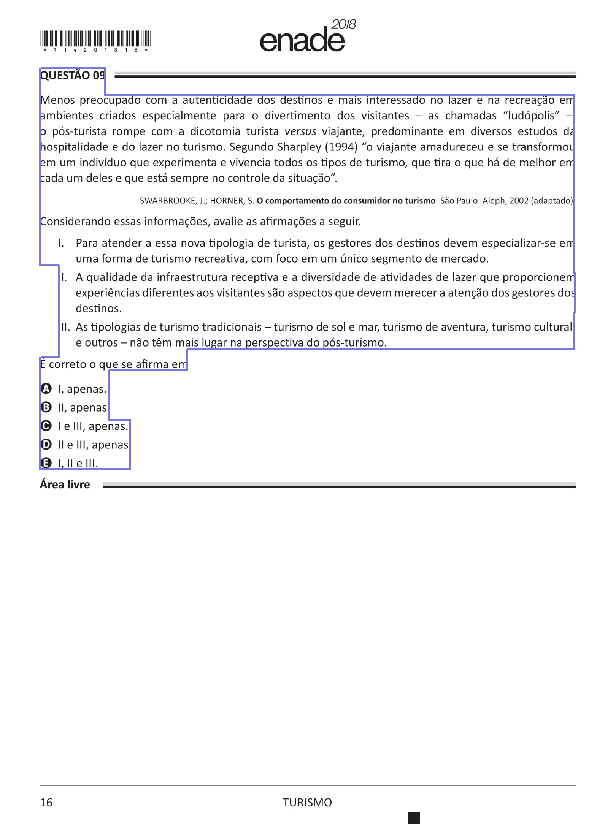 *R1420181S*
enade 2018
QUESTÃO 09
Menos preocupado com a autenticidade dos destinos e mais interessado no lazer e na recreação em
ambientes criados especialmente para o divertimento dos visitantes – as chamadas “ludópolis” –
o pós-turista rompe com a dicotomia turista versus viajante, predominante em diversos estudos da
hospitalidade e do lazer no turismo. Segundo Sharpley (1994) “o viajante amadureceu e se transformou
em um indivíduo que experimenta e vivencia todos os tipos de turismo, que tira o que há de melhor em
cada um deles e que está sempre no controle da situação”.
SWARBROOKE, J.; HORNER, S. O comportamento do consumidor no turismo. São Paulo: Aleph, 2002 (adaptado)
Considerando essas informações, avalie as afirmações a seguir.
I. Para atender a essa nova tipologia de turista, os gestores dos destinos devem especializar-se em
uma forma de turismo recreativa, com foco em um único segmento de mercado.
II. A qualidade da infraestrutura receptiva e a diversidade de atividades de lazer que proporcionem
experiências diferentes aos visitantes são aspectos que devem merecer a atenção dos gestores dos
destinos.
III. As tipologias de turismo tradicionais – turismo de sol e mar, turismo de aventura, turismo cultural
e outros – não têm mais lugar na perspectiva do pós-turismo.
É correto o que se afirma em
A I, apenas.
B II, apenas
C I e III, apenas.
D II e III, apenas
E I, II e III.
Área livre
16 TURISMO